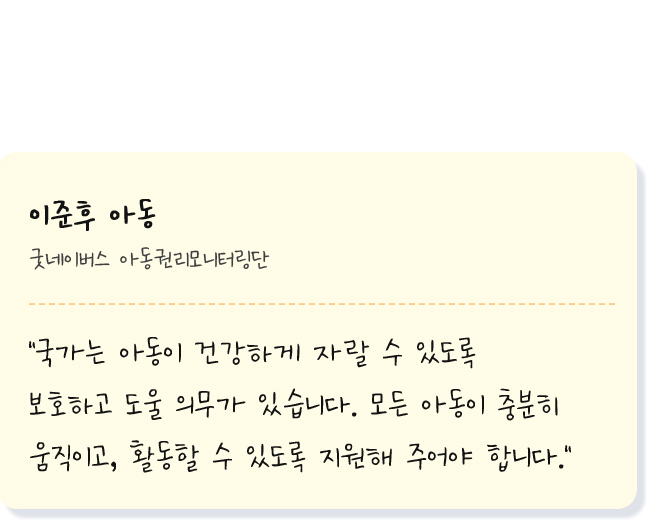 이준후 아동
굿네이버스 아동권리모니터링단
"국가는 아동이 건강하게 자랄 수 있도록
보호하고 도울 의무가 있습니다. 모든 아동이 충분히
움직이고, 활동할 수 있도록 지원해 주어야 합니다."